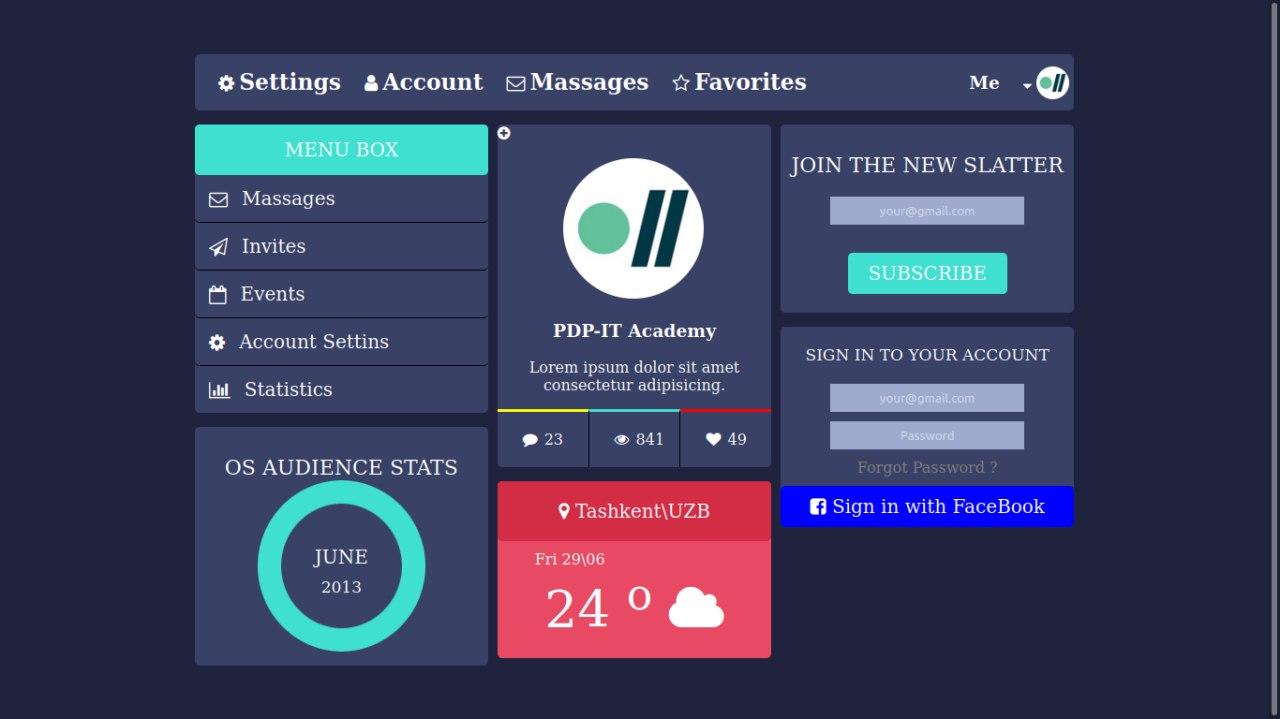 Settings Account Massages Favorites Me
MENU BOX
Massages
Invites
Events
Account Settins
Statistics
OS AUDIENCE STATS
JUNE
2013
PDP-IT Academy
Lorem ipsum dolor sit amet
consectetur adipisicing.
23 841 49
Tashkent\UZB
Fri 29\06
24 º
JOIN THE NEW SLATTER
your@gmail.com
SUBSCRIBE
SIGN IN TO YOUR ACCOUNT
your@gmail.com
Password
Forgot Password ?
Sign in with FaceBook